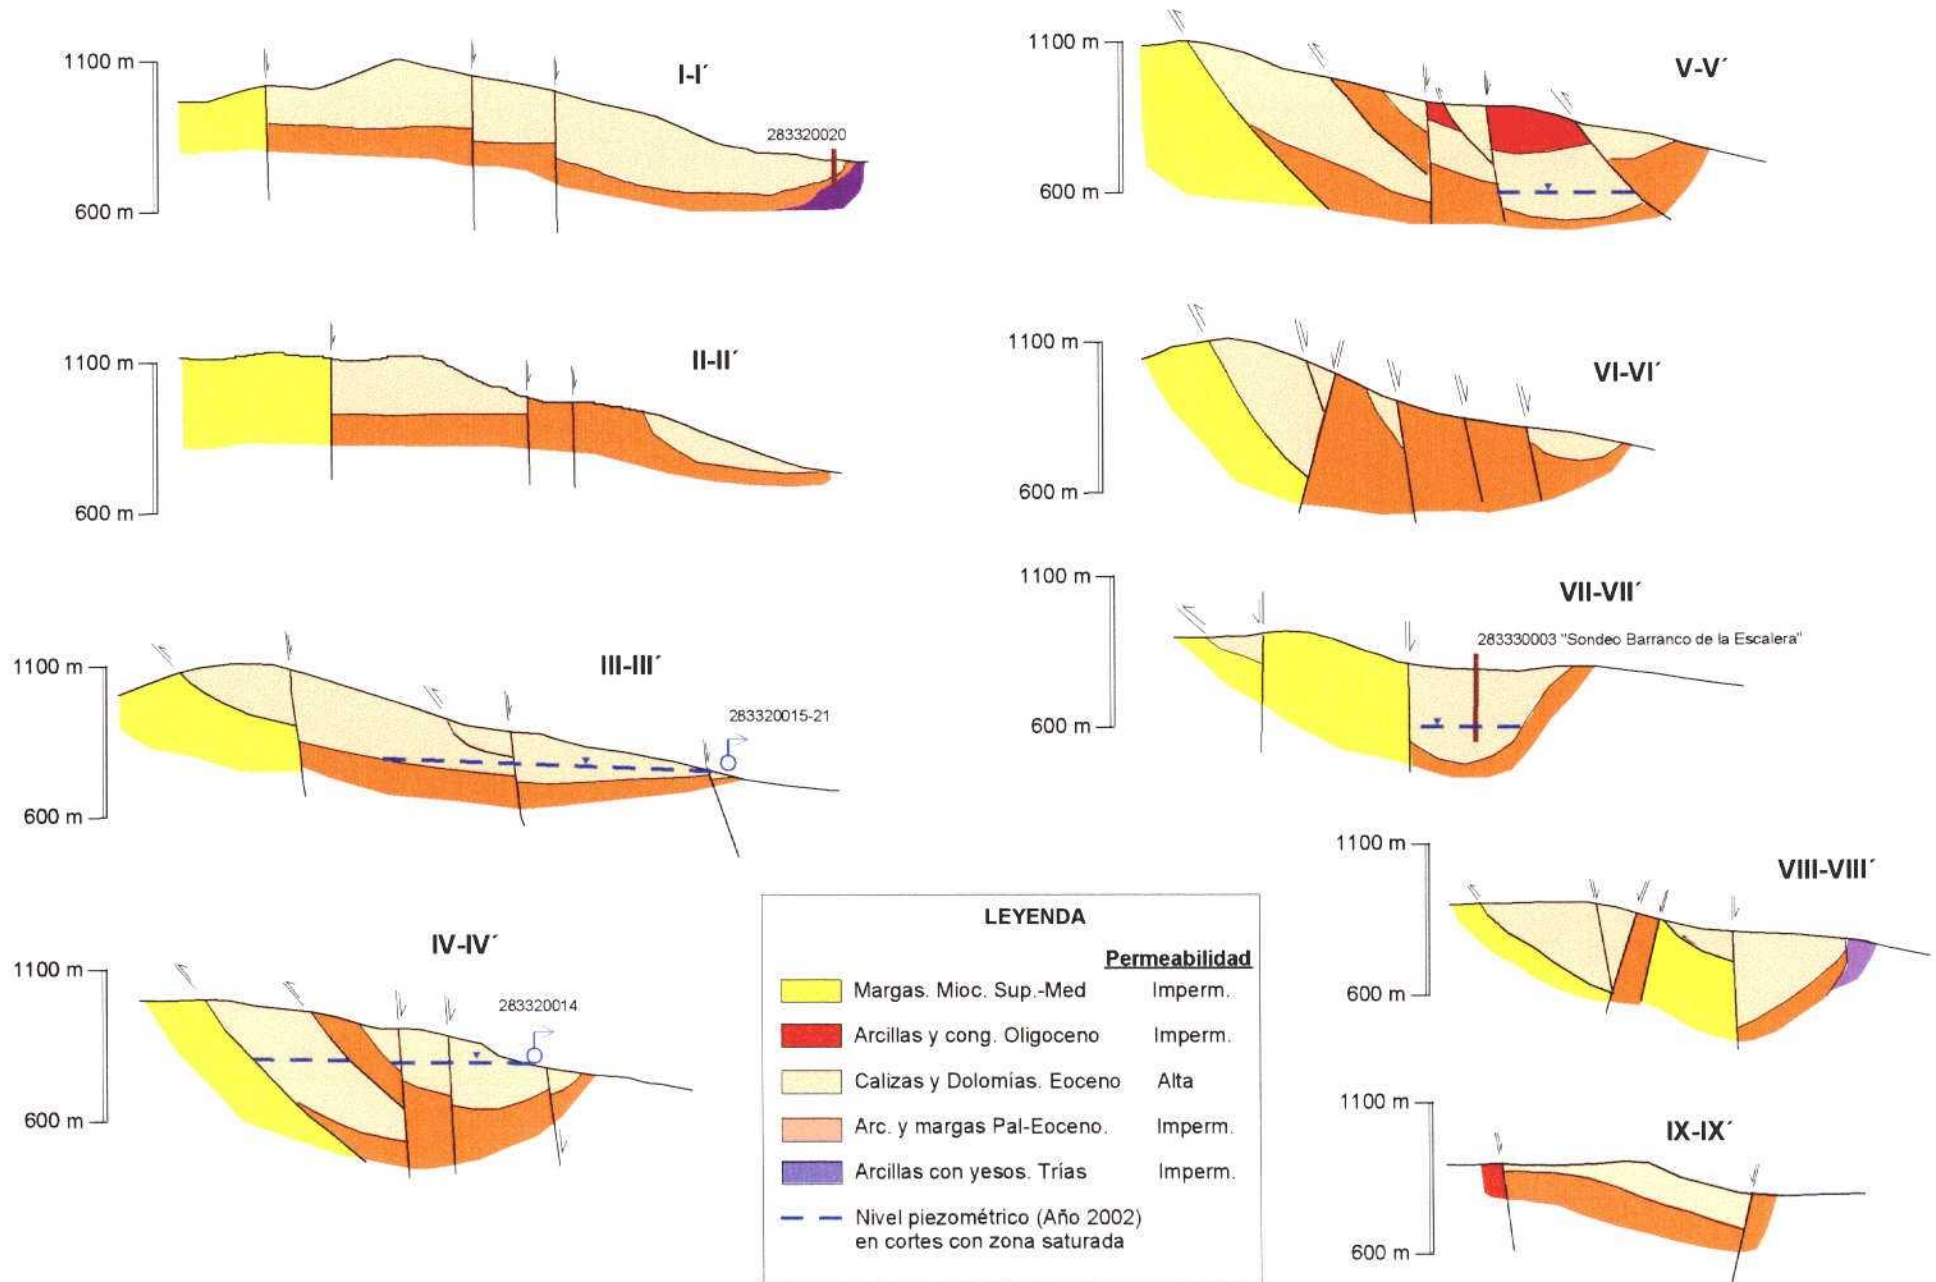 I-I´
1100 m
600 m
283320020
II-II´
1100 m
600 m
III-III´
1100 m
600 m
283320015-21
IV-IV´
1100 m
600 m
283320014
V-V´
1100 m
600 m
VI-VI´
1100 m
600 m
VII-VII´
1100 m
600 m
283330003 "Sondeo Barranco de la Escalera"
VIII-VIII´
1100 m
600 m
IX-IX´
1100 m
600 m
LEYENDA
Permeabilidad
Margas. Mioc. Sup.-Med Imperm.
Arcillas y cong. Oligoceno Imperm.
Calizas y Dolomías. Eoceno Alta
Arc. y margas Pal-Eoceno. Imperm.
Arcillas con yesos. Trías Imperm.
Nivel piezométrico (Año 2002)
en cortes con zona saturada